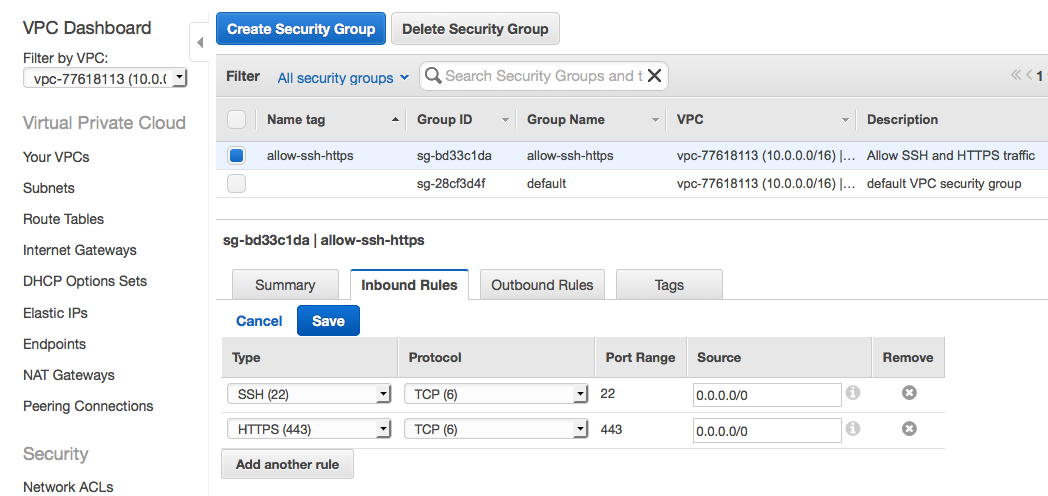 VPC Dashboard
Filter by VPC:
vpc-77618113 (10.0.(
Virtual Private Cloud
Your VPCs
Subnets
Route Tables
Internet Gateways
DHCP Options Sets
Elastic IPs
Endpoints
NAT Gateways
Peering Connections
Security
Network ACLs
Create Security Group Delete Security Group
Filter All security groups Search Security Groups and t 1
Name tag Group ID Group Name VPC Description
allow-ssh-https sg-bd33c1da allow-ssh-https vpc-77618113 (10.0.0.0/16) |... Allow SSH and HTTPS traffic
sg-28cf3d4f default vpc-77618113 (10.0.0.0/16) |... default VPC security group
sg-bd33c1da | allow-ssh-https
Summary Inbound Rules Outbound Rules Tags
Cancel Save
Type Protocol Port Range Source Remove
SSH (22) TCP (6) 22 0.0.0.0/0
HTTPS (443) TCP (6) 443 0.0.0.0/0
Add another rule